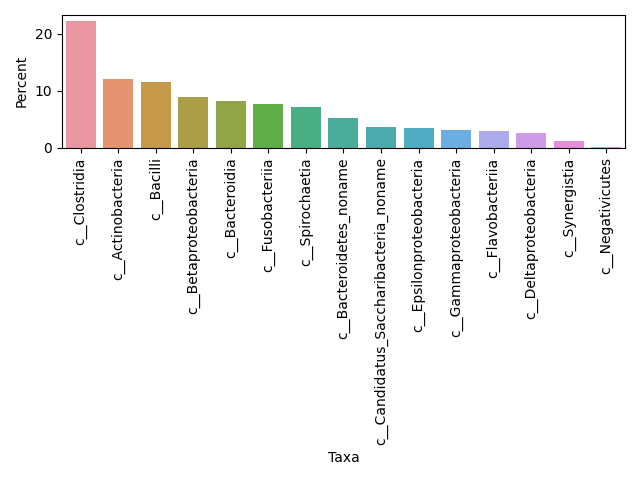 Percent
20
10
0
c__Clostridia
c__Actinobacteria
c__Bacilli
c__Betaproteobacteria
c__Bacteroidia
c__Fusobacteriia
c__Spirochaetia
c__Bacteroidetes_noname
c__Candidatus_Saccharibacteria_noname
c__Epsilonproteobacteria
c__Gammaproteobacteria
c__Flavobacteriia
c__Deltaproteobacteria
c__Synergistia
c__Negativicutes
Taxa